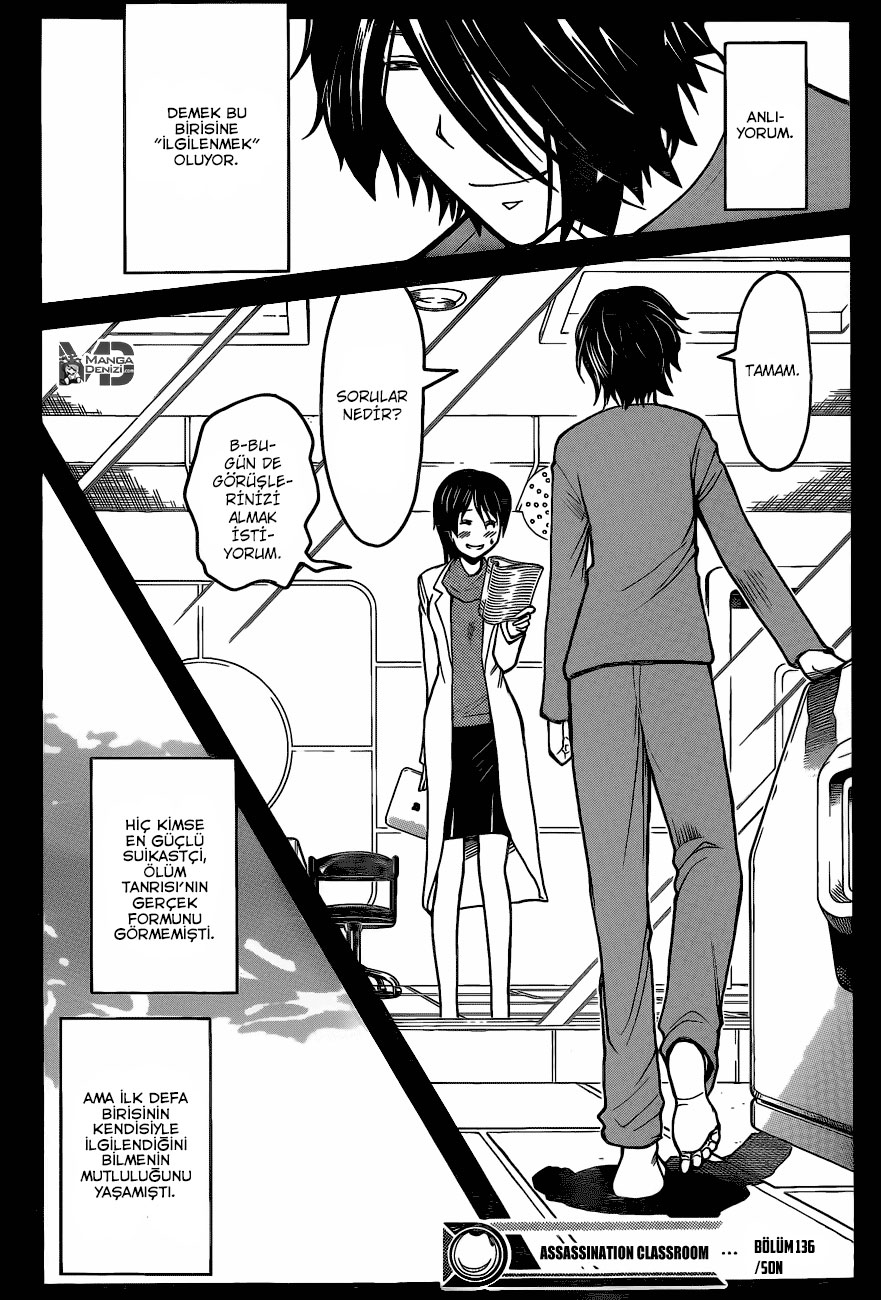 ANLI-
YORUM.
DEMEK BU
BİRİSİNE
“İLGİLENMEK”
OLUYOR.
TAMAM.
SORULAR
NEDİR?
B-BU-
GÜN DE
GÖRÜŞLE-
RİNİZİ
ALMAK
İSTİ-
YORUM.
MANGA
DENİZİ.com
HİÇ KİMSE
EN GÜÇLÜ
SUİKASTÇİ,
ÖLÜM
TANRISI’NIN
GERÇEK
FORMUNU
GÖRMEMİŞTİ.
AMA İLK DEFA
BİRİSİNİN
KENDİSİYLE
İLGİLENDİĞİNİ
BİLMENİN
MUTLULUĞUNU
YAŞAMIŞTI.
ASSASSINATION CLASSROOM ... BÖLÜM 136
/SON